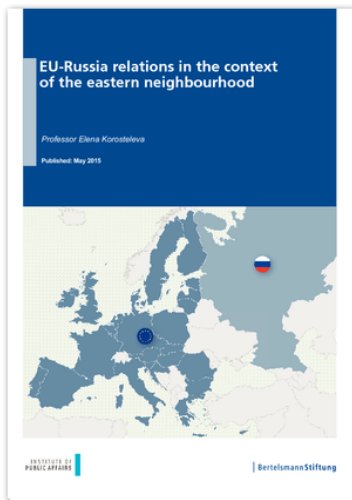 EU-Russia relations in the context
of the eastern neighbourhood
Professor Elena Korosteleva
Published: May 2015
INSTITUTE OF
PUBLIC AFFAIRS
BertelsmannStiftung